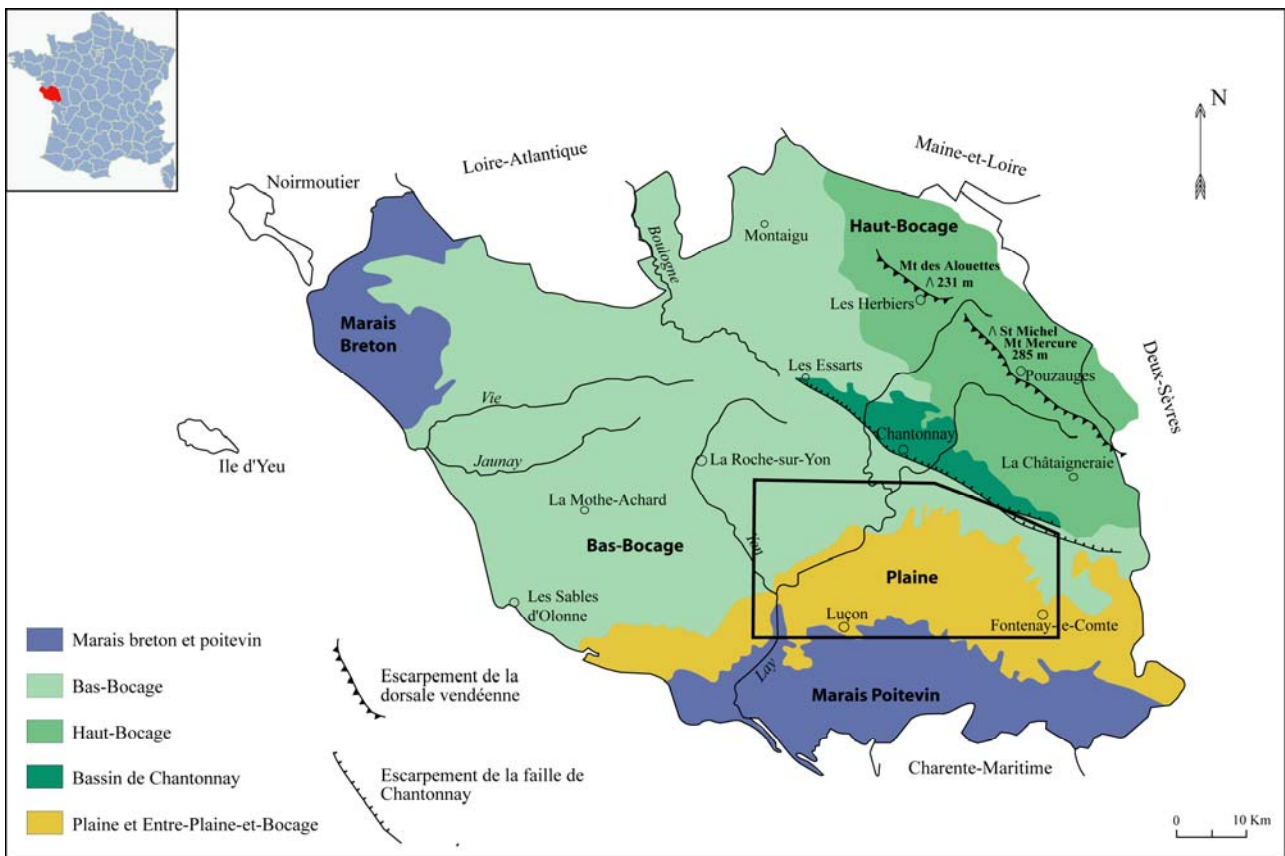 N
Noirmoutier
Loire-Atlantique
Maine-et-Loire
Boulogne
Montaigu
Haut-Bocage
Mt des Alouettes
231 m
Les Herbiers
Marais
Breton
St Michel
Mt Mercure
285 m
Pouzauges
Deux-Sèvres
Les Essarts
Vie
Chantonnay
Ile d'Yeu
Jaunay
La Roche-sur-Yon
La Châtaigneraie
La Mothe-Achard
Bas-Bocage
Yon
Plaine
Les Sables
d'Olonne
Luçon
Fontenay-le-Comte
Lay
Marais Poitevin
Charente-Maritime
Marais breton et poitevin
Bas-Bocage
Haut-Bocage
Bassin de Chantonnay
Plaine et Entre-Plaine-et-Bocage
Escarpement de la
dorsale vendéenne
Escarpement de la faille de
Chantonnay
0 10 Km